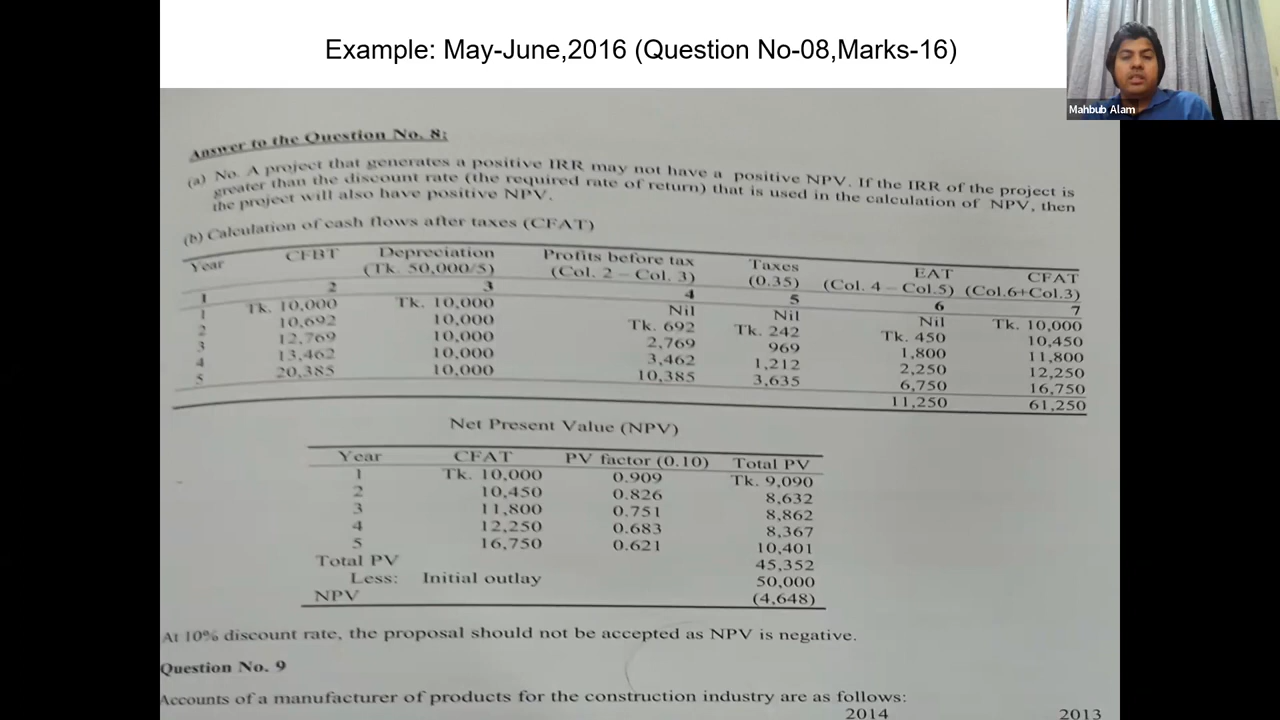 Example: May-June,2016 (Question No-08,Marks-16)
Mahbub Alam
Answer to the Question No. 8:
(a) No. A project that generates a positive IRR may not have a positive NPV. If the IRR of the project is
greater than the discount rate (the required rate of return) that is used in the calculation of NPV, then
the project will also have positive NPV.
(b) Calculation of cash flows after taxes (CFAT)
Year CFBT Depreciation (Tk. 50,000/5) Profits before tax (Col. 2 – Col. 3) Taxes (0.35) EAT (Col. 4 – Col.5) CFAT (Col.6+Col.3)
1 2 3 4 5 6 7
1 Tk. 10,000 Tk. 10,000 Nil Nil Nil Tk. 10,000
2 10,692 10,000 Tk. 692 Tk. 242 Tk. 450 10,450
3 12,769 10,000 2,769 969 1,800 11,800
4 13,462 10,000 3,462 1,212 2,250 12,250
5 20,385 10,000 10,385 3,635 6,750 16,750
11,250 61,250
Net Present Value (NPV)
Year CFAT PV factor (0.10) Total PV
1 Tk. 10,000 0.909 Tk. 9,090
2 10,450 0.826 8,632
3 11,800 0.751 8,862
4 12,250 0.683 8,367
5 16,750 0.621 10,401
Total PV 45,352
Less: Initial outlay 50,000
NPV (4,648)
At 10% discount rate, the proposal should not be accepted as NPV is negative.
Question No. 9
Accounts of a manufacturer of products for the construction industry are as follows:
2014 2013